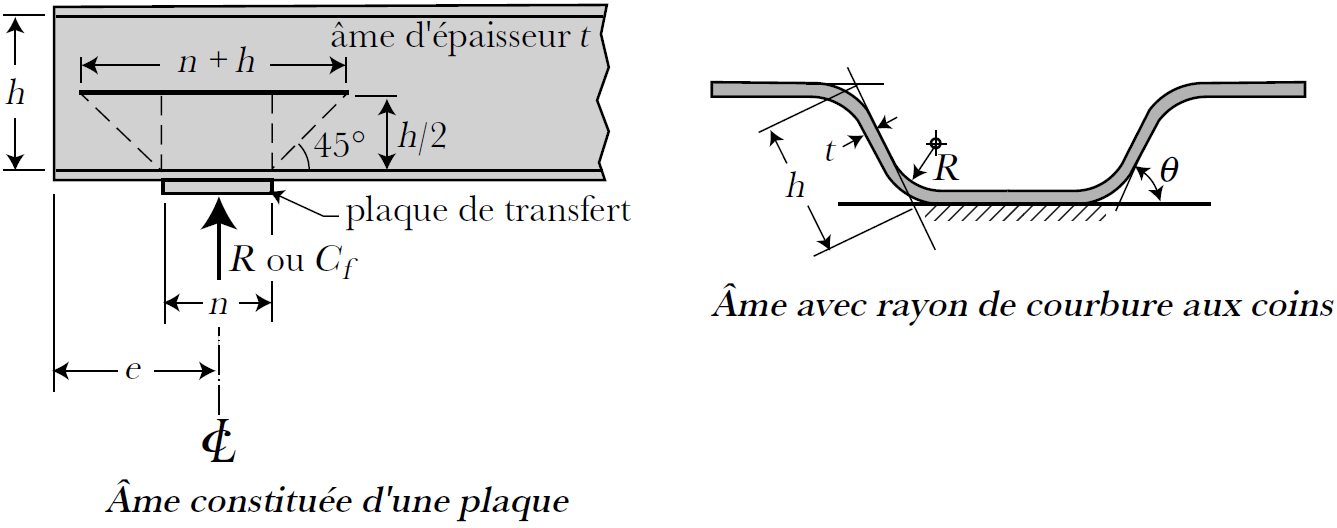 âme d'épaisseur t
n + h
h
h/2
45°
plaque de transfert
R ou C_f
n
e
℄
Âme constituée d'une plaque
t
R
h
θ
Âme avec rayon de courbure aux coins